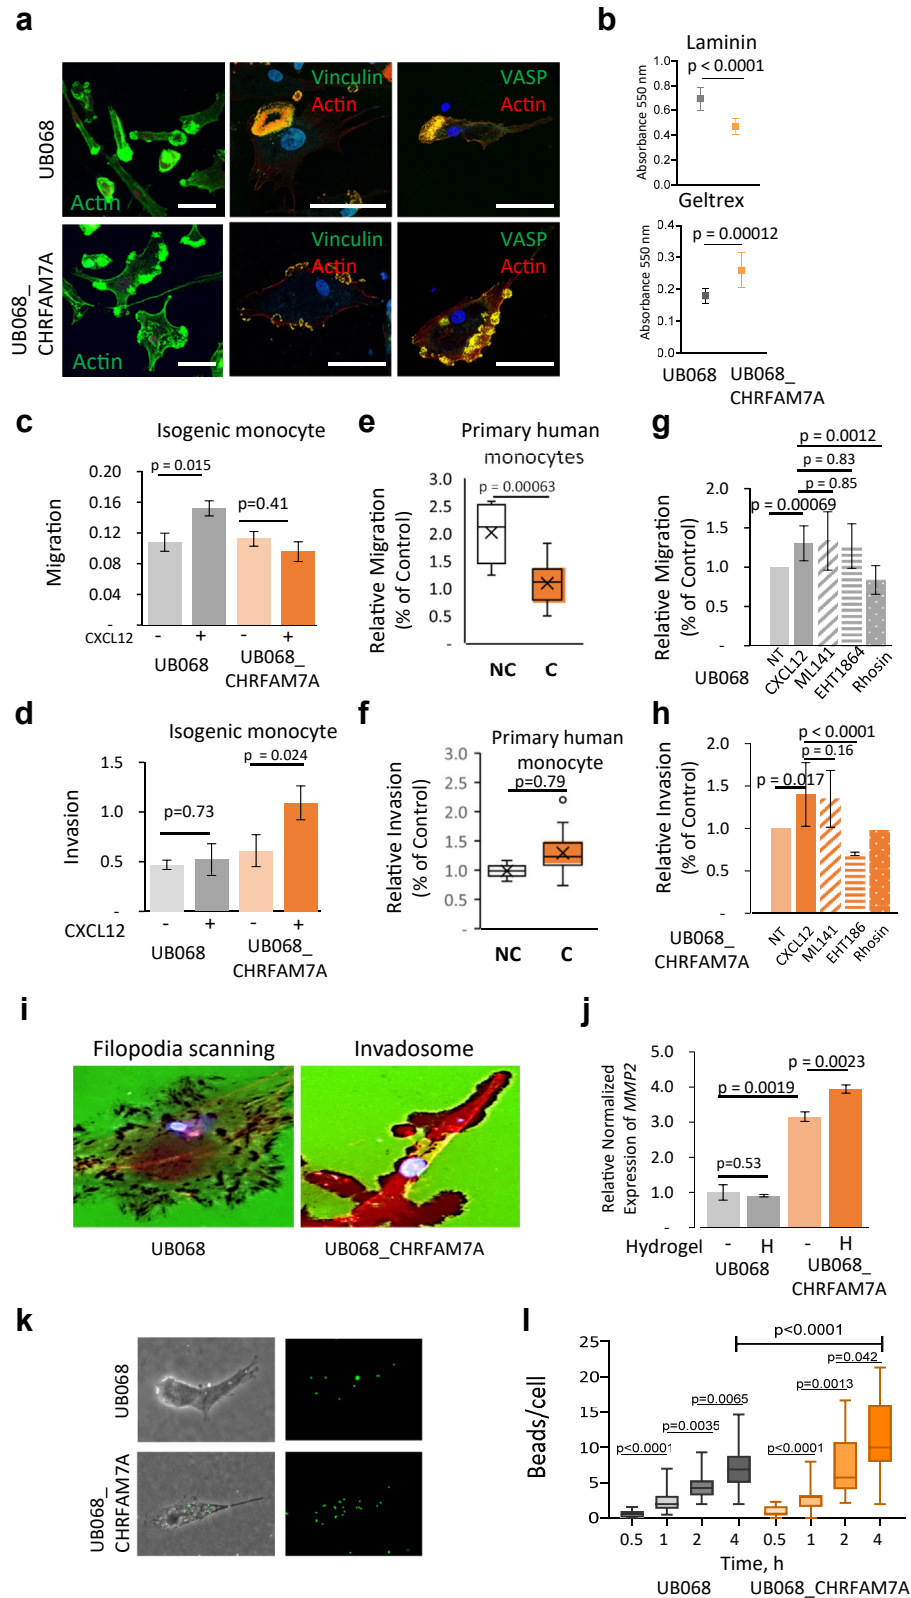 a
UB068
UB068_
CHRFAM7A
Actin
Vinculin
Actin
VASP
Actin
Actin
Vinculin
Actin
VASP
Actin
b
Laminin
p < 0.0001
Absorbance 550 nm
1.0
0.8
0.6
0.4
0.2
0.0
Geltrex
p = 0.00012
Absorbance 550 nm
0.4
0.3
0.2
0.1
0.0
UB068
UB068_
CHRFAM7A
c
Isogenic monocyte
Migration
0.20
0.16
0.12
0.08
0.04
-
p = 0.015
p=0.41
CXCL12
-
+
-
+
UB068
UB068_
CHRFAM7A
e
Primary human
monocytes
Relative Migration
(% of Control)
3.0
2.5
2.0
1.5
1.0
0.5
-
p = 0.00063
NC
C
g
p = 0.0012
p = 0.83
p = 0.85
p = 0.00069
Relative Migration
(% of Control)
2.0
1.5
1.0
0.5
-
UB068
NT
CXCL12
ML141
EHT1864
Rhosin
d
Isogenic monocyte
Invasion
1.5
1.0
0.5
-
p=0.73
p = 0.024
CXCL12
-
+
-
+
UB068
UB068_
CHRFAM7A
f
Primary human
monocyte
Relative Invasion
(% of Control)
3.0
2.5
2.0
1.5
1.0
0.5
-
p=0.79
NC
C
h
p < 0.0001
p = 0.16
p = 0.017
Relative Invasion
(% of Control)
2.0
1.5
1.0
0.5
-
UB068_
CHRFAM7A
NT
CXCL12
ML141
EHT186
Rhosin
i
Filopodia scanning
Invadosome
UB068
UB068_CHRFAM7A
j
Relative Normalized
Expression of MMP2
5.0
4.0
3.0
2.0
1.0
-
p = 0.0023
p = 0.0019
p=0.53
Hydrogel
-
H
-
H
UB068
UB068_
CHRFAM7A
k
UB068
UB068_
CHRFAM7A
l
Beads/cell
25
20
15
10
5
0
p<0.0001
p=0.042
p=0.0013
p=0.0065
p=0.0035
p<0.0001
p<0.0001
0.5
1
2
4
0.5
1
2
4
Time, h
UB068
UB068_CHRFAM7A